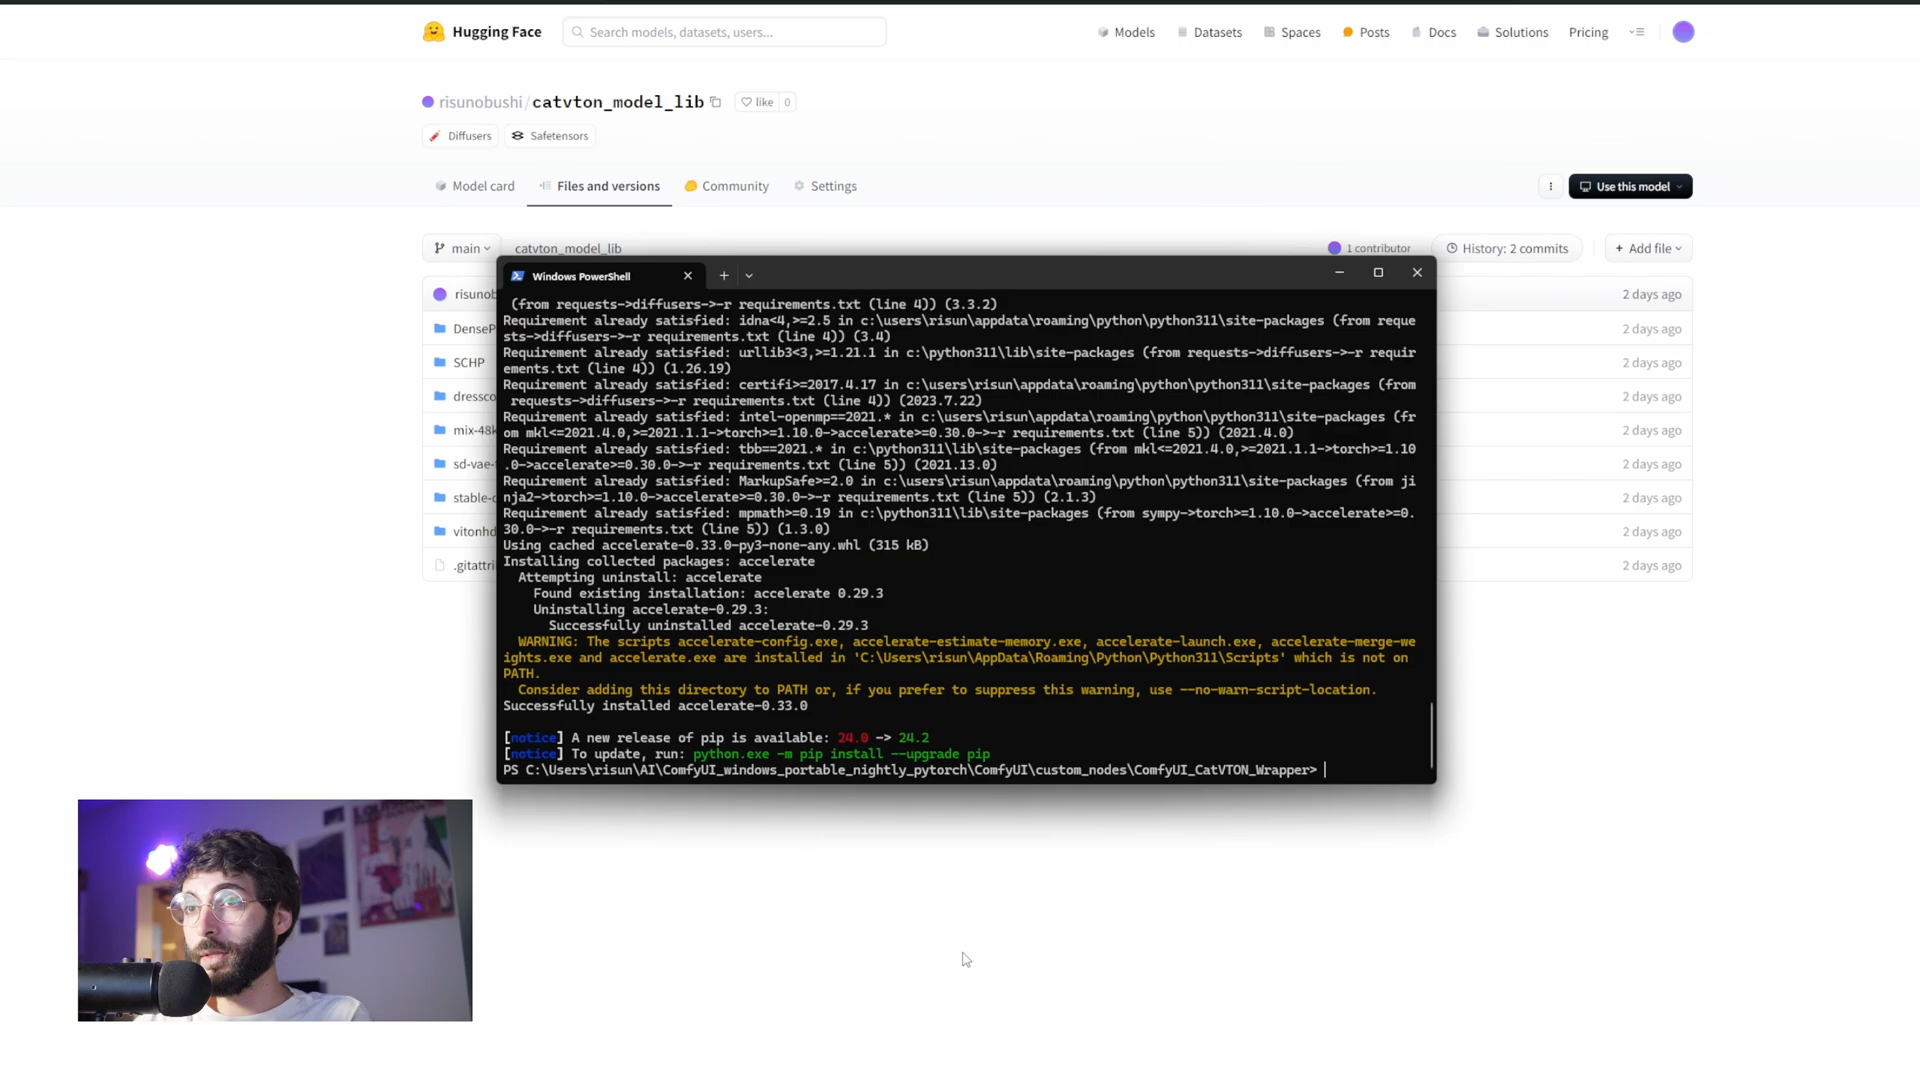 Hugging Face
Search models, datasets, users...
Models
Datasets
Spaces
Posts
Docs
Solutions
Pricing
risunobushi/catvton_model_lib
like 0
Diffusers
Safetensors
Model card
Files and versions
Community
Settings
Use this model
main
catvton_model_lib
1 contributor
History: 2 commits
+ Add file
risunob
2 days ago
DenseP
2 days ago
SCHP
2 days ago
dressco
2 days ago
mix-48k
2 days ago
sd-vae-
2 days ago
stable-d
2 days ago
vitonhd
2 days ago
.gitattri
2 days ago
Windows PowerShell
(from requests->diffusers->-r requirements.txt (line 4)) (3.3.2)
Requirement already satisfied: idna<4,>=2.5 in c:\users\risun\appdata\roaming\python\python311\site-packages (from reque
sts->diffusers->-r requirements.txt (line 4)) (3.4)
Requirement already satisfied: urllib3<3,>=1.21.1 in c:\python311\lib\site-packages (from requests->diffusers->-r requir
ements.txt (line 4)) (1.26.19)
Requirement already satisfied: certifi>=2017.4.17 in c:\users\risun\appdata\roaming\python\python311\site-packages (from
requests->diffusers->-r requirements.txt (line 4)) (2023.7.22)
Requirement already satisfied: intel-openmp==2021.* in c:\users\risun\appdata\roaming\python\python311\site-packages (fr
om mkl<=2021.4.0,>=2021.1.1->torch>=1.10.0->accelerate>=0.30.0->-r requirements.txt (line 5)) (2021.4.0)
Requirement already satisfied: tbb==2021.* in c:\python311\lib\site-packages (from mkl<=2021.4.0,>=2021.1.1->torch>=1.10
.0->accelerate>=0.30.0->-r requirements.txt (line 5)) (2021.13.0)
Requirement already satisfied: MarkupSafe>=2.0 in c:\users\risun\appdata\roaming\python\python311\site-packages (from ji
nja2->torch>=1.10.0->accelerate>=0.30.0->-r requirements.txt (line 5)) (2.1.3)
Requirement already satisfied: mpmath>=0.19 in c:\python311\lib\site-packages (from sympy->torch>=1.10.0->accelerate>=0.
30.0->-r requirements.txt (line 5)) (1.3.0)
Using cached accelerate-0.33.0-py3-none-any.whl (315 kB)
Installing collected packages: accelerate
Attempting uninstall: accelerate
Found existing installation: accelerate 0.29.3
Uninstalling accelerate-0.29.3:
Successfully uninstalled accelerate-0.29.3
WARNING: The scripts accelerate-config.exe, accelerate-estimate-memory.exe, accelerate-launch.exe, accelerate-merge-we
ights.exe and accelerate.exe are installed in 'C:\Users\risun\AppData\Roaming\Python\Python311\Scripts' which is not on
PATH.
Consider adding this directory to PATH or, if you prefer to suppress this warning, use --no-warn-script-location.
Successfully installed accelerate-0.33.0
[notice] A new release of pip is available: 24.0 -> 24.2
[notice] To update, run: python.exe -m pip install --upgrade pip
PS C:\Users\risun\AI\ComfyUI_windows_portable_nightly_pytorch\ComfyUI\custom_nodes\ComfyUI_CatVTON_Wrapper>